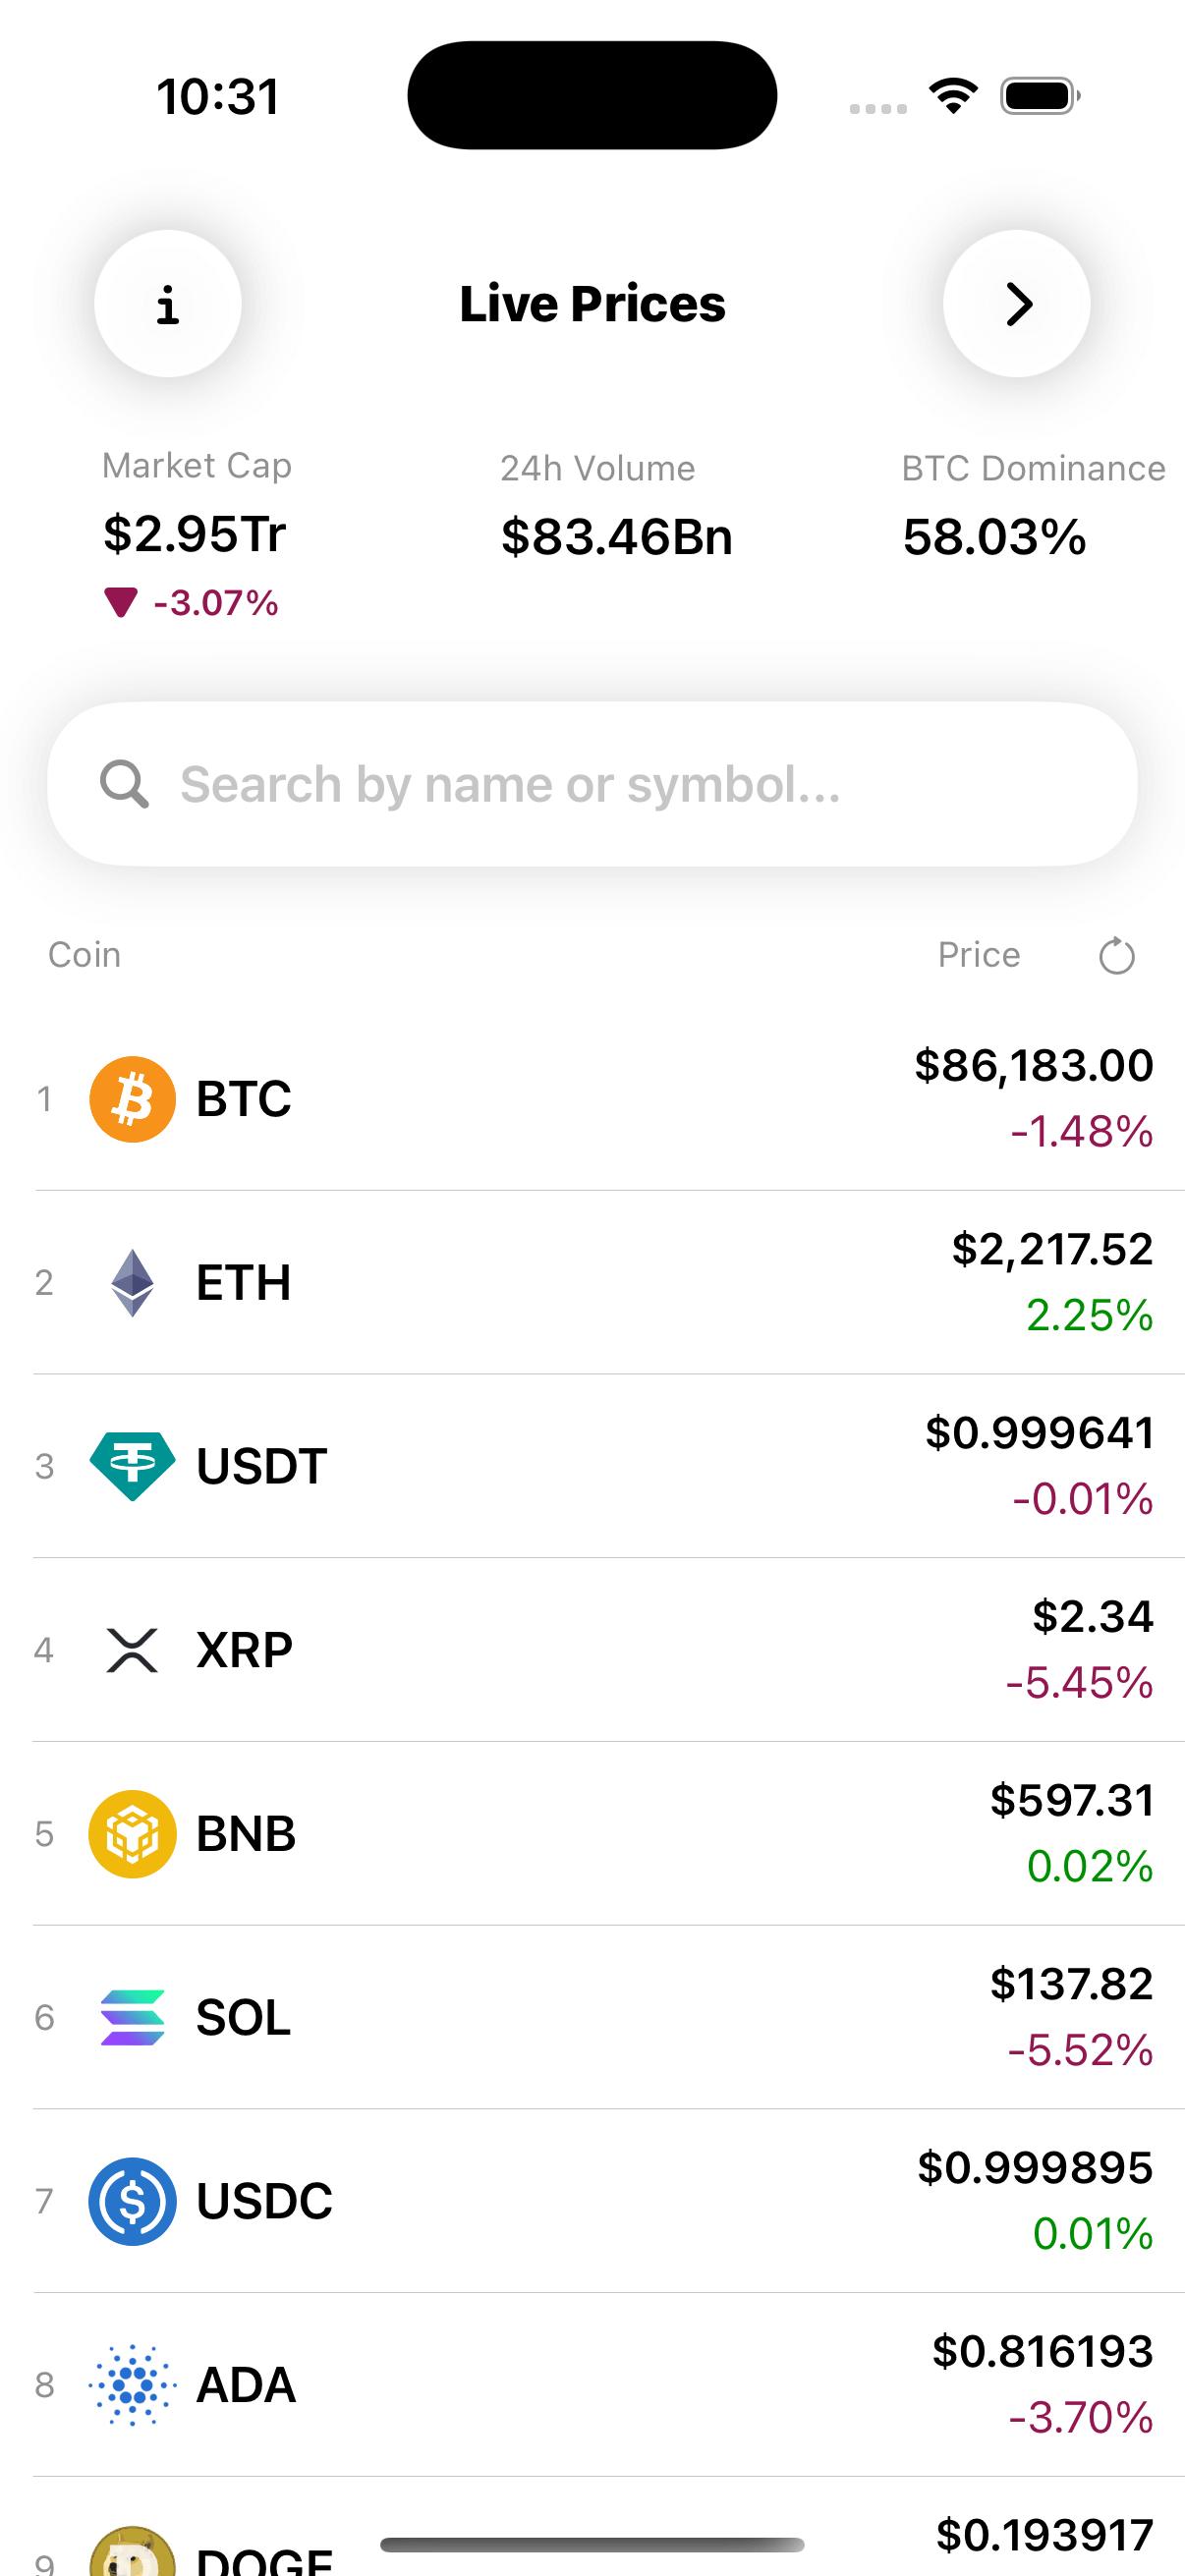 10:31
Live Prices
Market Cap
$2.95Tr
-3.07%
24h Volume
$83.46Bn
BTC Dominance
58.03%
Search by name or symbol...
Coin Price
1 BTC $86,183.00
-1.48%
2 ETH $2,217.52
2.25%
3 USDT $0.999641
-0.01%
4 XRP $2.34
-5.45%
5 BNB $597.31
0.02%
6 SOL $137.82
-5.52%
7 USDC $0.999895
0.01%
8 ADA $0.816193
-3.70%
9 DOGE $0.193917